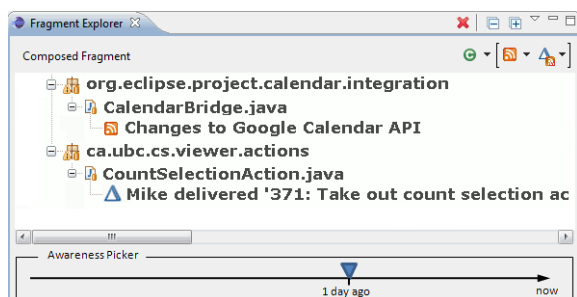 Fragment Explorer
Composed Fragment
org.eclipse.project.calendar.integration
CalendarBridge.java
Changes to Google Calendar API
ca.ubc.cs.viewer.actions
CountSelectionAction.java
Mike delivered '371: Take out count selection ac
Awareness Picker
1 day ago
now